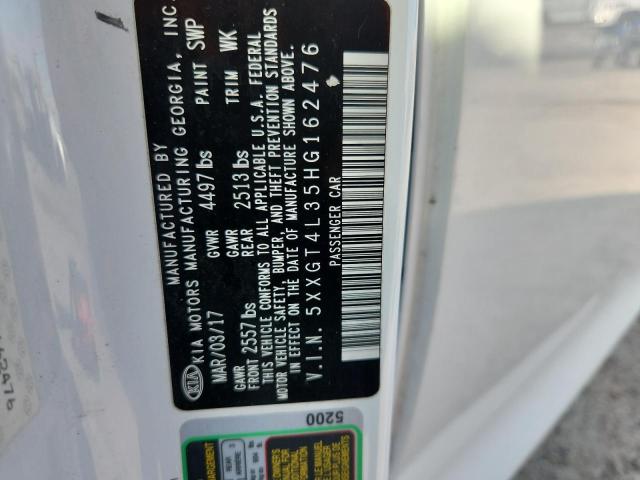 MANUFACTURED BY
KIA KIA MOTORS MANUFACTURING GEORGIA, INC.
MAR/03/17 GVWR 4497lbs PAINT SWP
GAWR FRONT 2557lbs GAWR REAR 2513lbs TRIM WK
THIS VEHICLE CONFORMS TO ALL APPLICABLE U.S.A. FEDERAL
MOTOR VEHICLE SAFETY, BUMPER, AND THEFT PREVENTION STANDARDS
IN EFFECT ON THE DATE OF MANUFACTURE SHOWN ABOVE.
V.I.N. 5XXGT4L35HG162476
PASSENGER CAR
5200